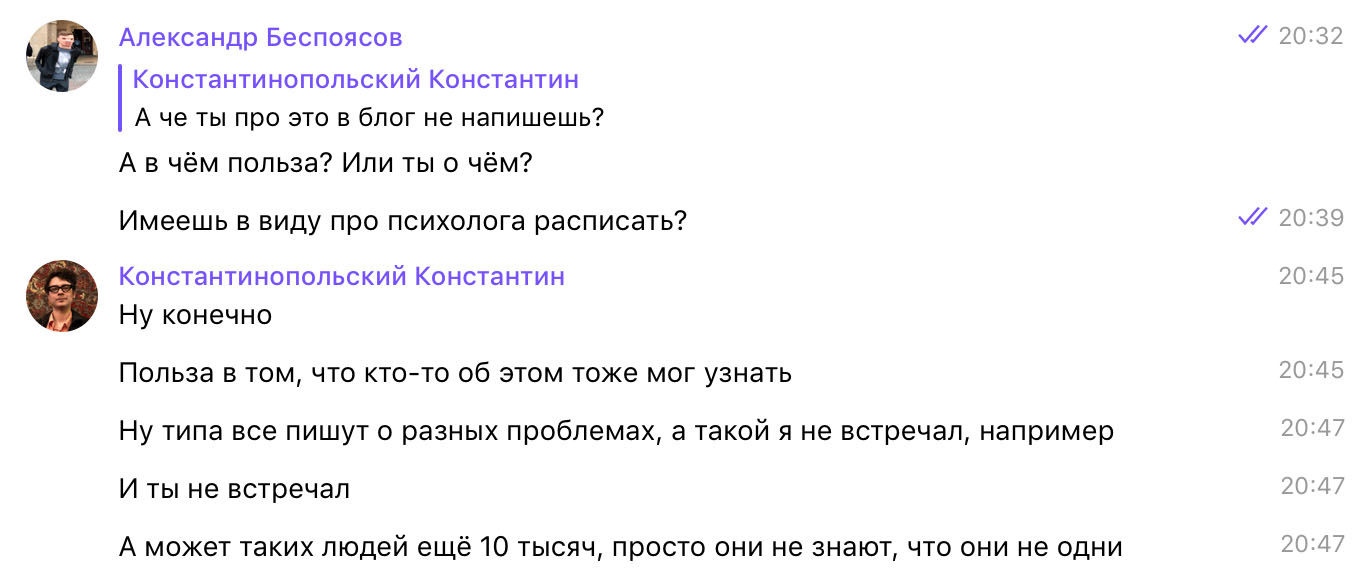 Александр Беспоясов 20:32
Константинопольский Константин
А че ты про это в блог не напишешь?
А в чём польза? Или ты о чём?
Имеешь в виду про психолога расписать? 20:39
Константинопольский Константин 20:45
Ну конечно
Польза в том, что кто-то об этом тоже мог узнать 20:45
Ну типа все пишут о разных проблемах, а такой я не встречал, например 20:47
И ты не встречал 20:47
А может таких людей ещё 10 тысяч, просто они не знают, что они не одни 20:47